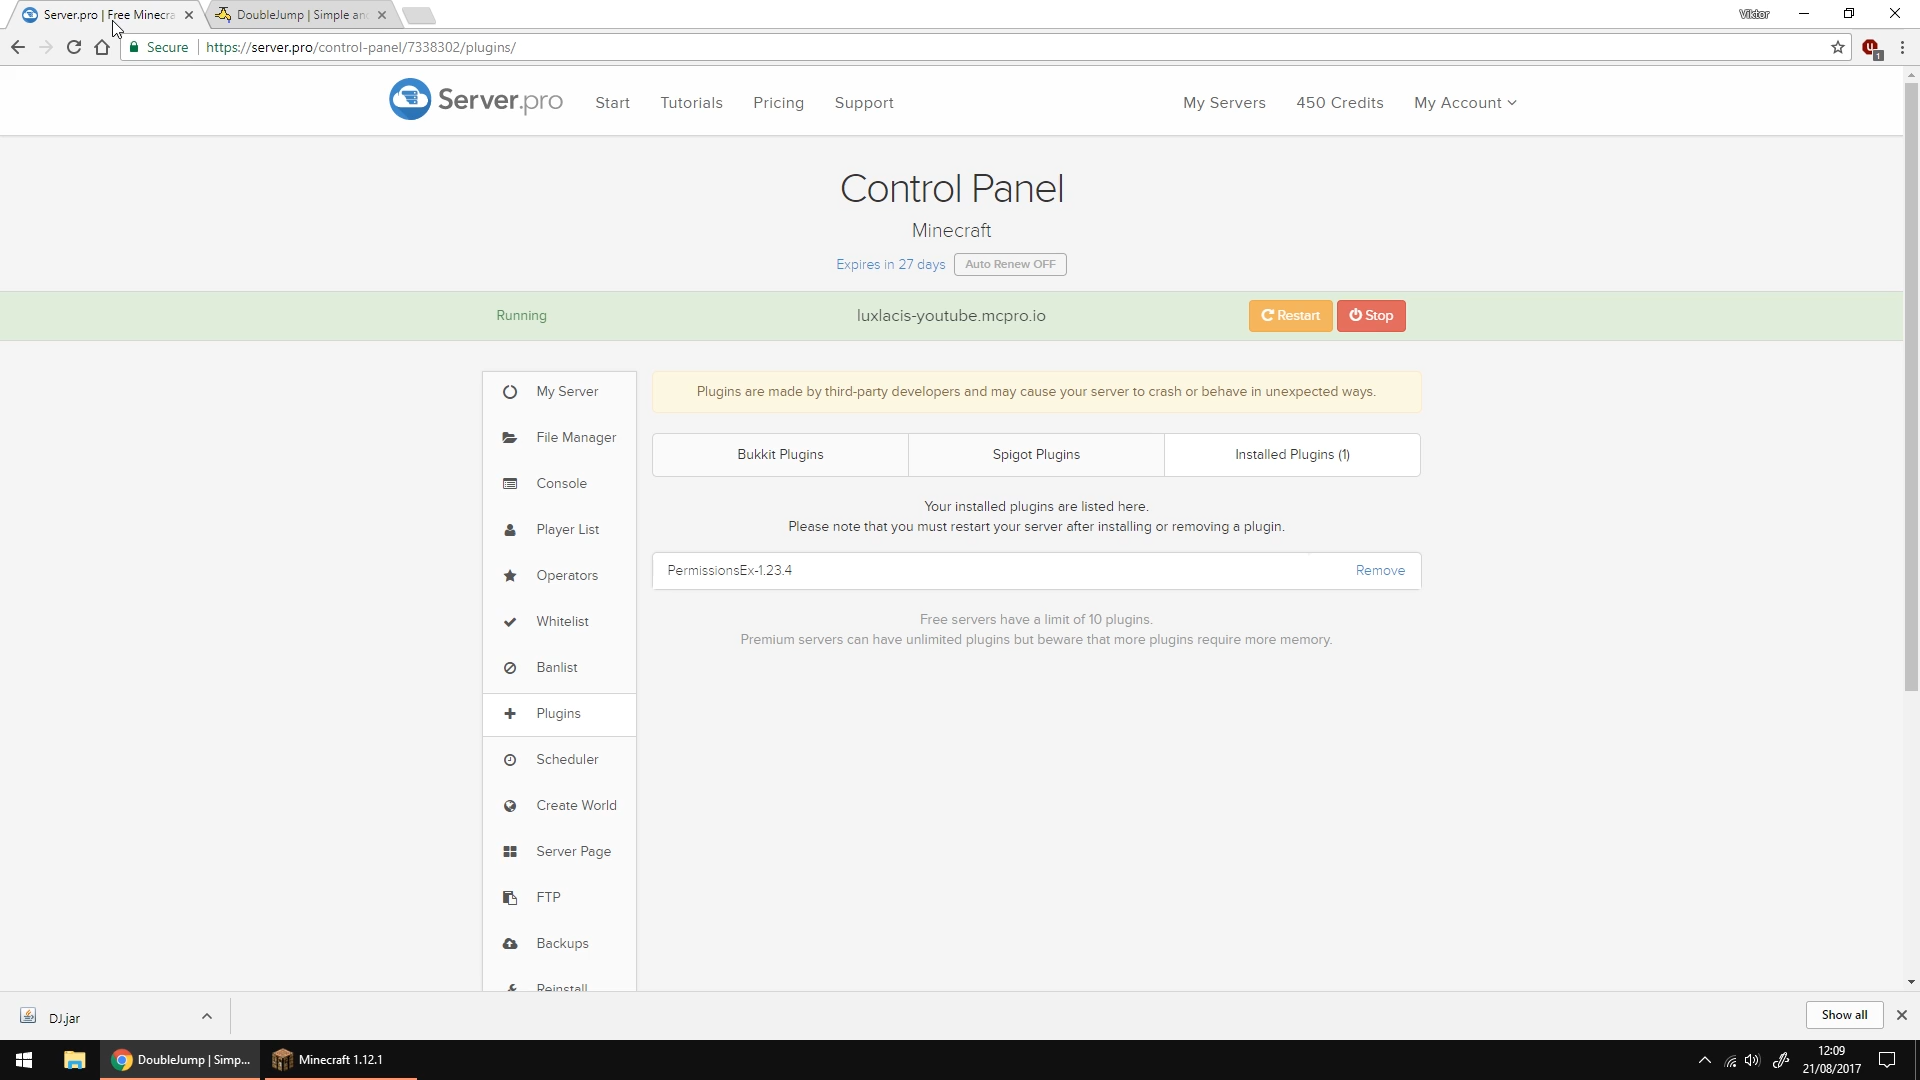 Server.pro | Free Minecra
DoubleJump | Simple an
Viktor
Secure
https://server.pro/control-panel/7338302/plugins/
1
Server.pro
Start
Tutorials
Pricing
Support
My Servers
450 Credits
My Account
Control Panel
Minecraft
Expires in 27 days
Auto Renew OFF
Running
luxlacis-youtube.mcpro.io
Restart
Stop
My Server
File Manager
Console
Player List
Operators
Whitelist
Banlist
Plugins
Scheduler
Create World
Server Page
FTP
Backups
Reinstall
Plugins are made by third-party developers and may cause your server to crash or behave in unexpected ways.
Bukkit Plugins
Spigot Plugins
Installed Plugins (1)
Your installed plugins are listed here.
Please note that you must restart your server after installing or removing a plugin.
PermissionsEx-1.23.4
Remove
Free servers have a limit of 10 plugins.
Premium servers can have unlimited plugins but beware that more plugins require more memory.
DJ.jar
Show all
DoubleJump | Simp...
Minecraft 1.12.1
12:09
21/08/2017